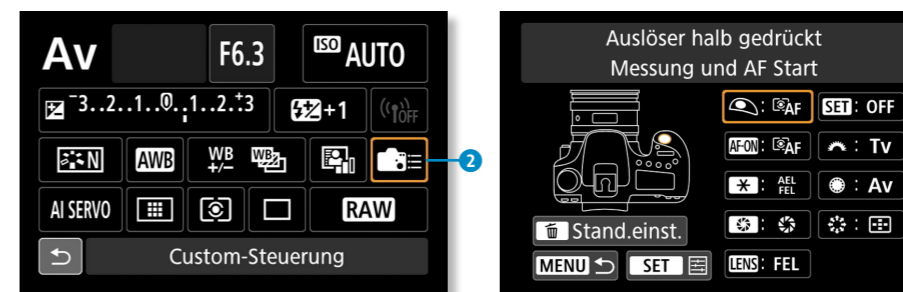 Av F6.3 ISO AUTO
-3..2..1..0..1..2.+3 +1 OFF
N AWB WB +/- WB
2
AI SERVO RAW
Custom-Steuerung
Auslöser halb gedrückt
Messung und AF Start
: AF SET: OFF
AF-ON: AF : Tv
: AEL FEL : Av
Stand.einst.
MENU SET LENS: FEL